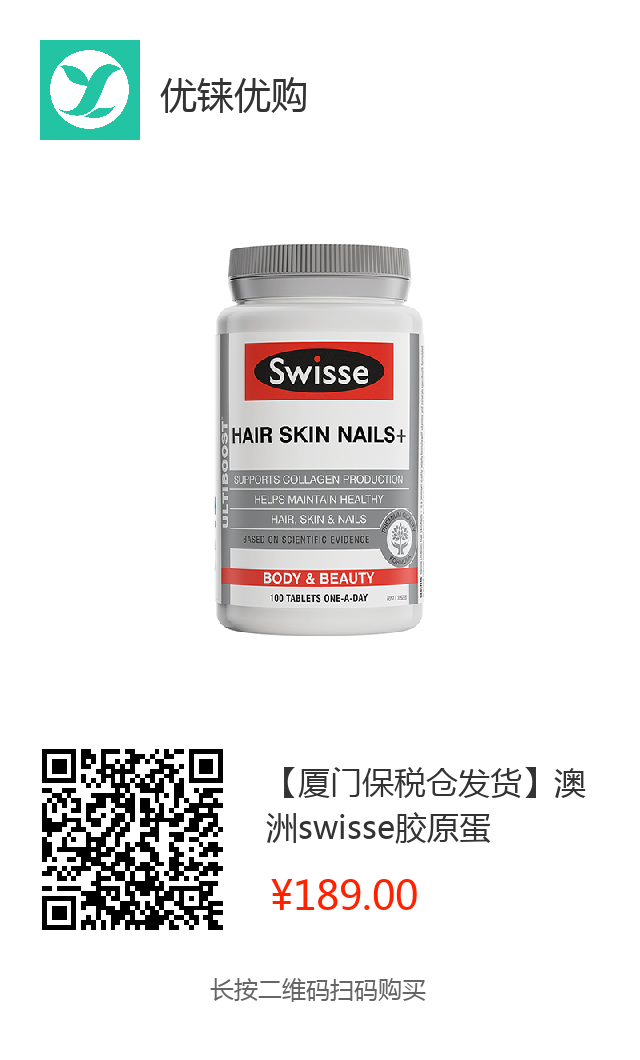 优铼优购
Swisse
ULTIBOOST
HAIR SKIN NAILS+
SUPPORTS COLLAGEN PRODUCTION
HELPS MAINTAIN HEALTHY
HAIR, SKIN & NAILS
BASED ON SCIENTIFIC EVIDENCE
BODY & BEAUTY
100 TABLETS ONE-A-DAY
【厦门保税仓发货】澳
洲swisse胶原蛋
¥189.00
长按二维码扫码购买